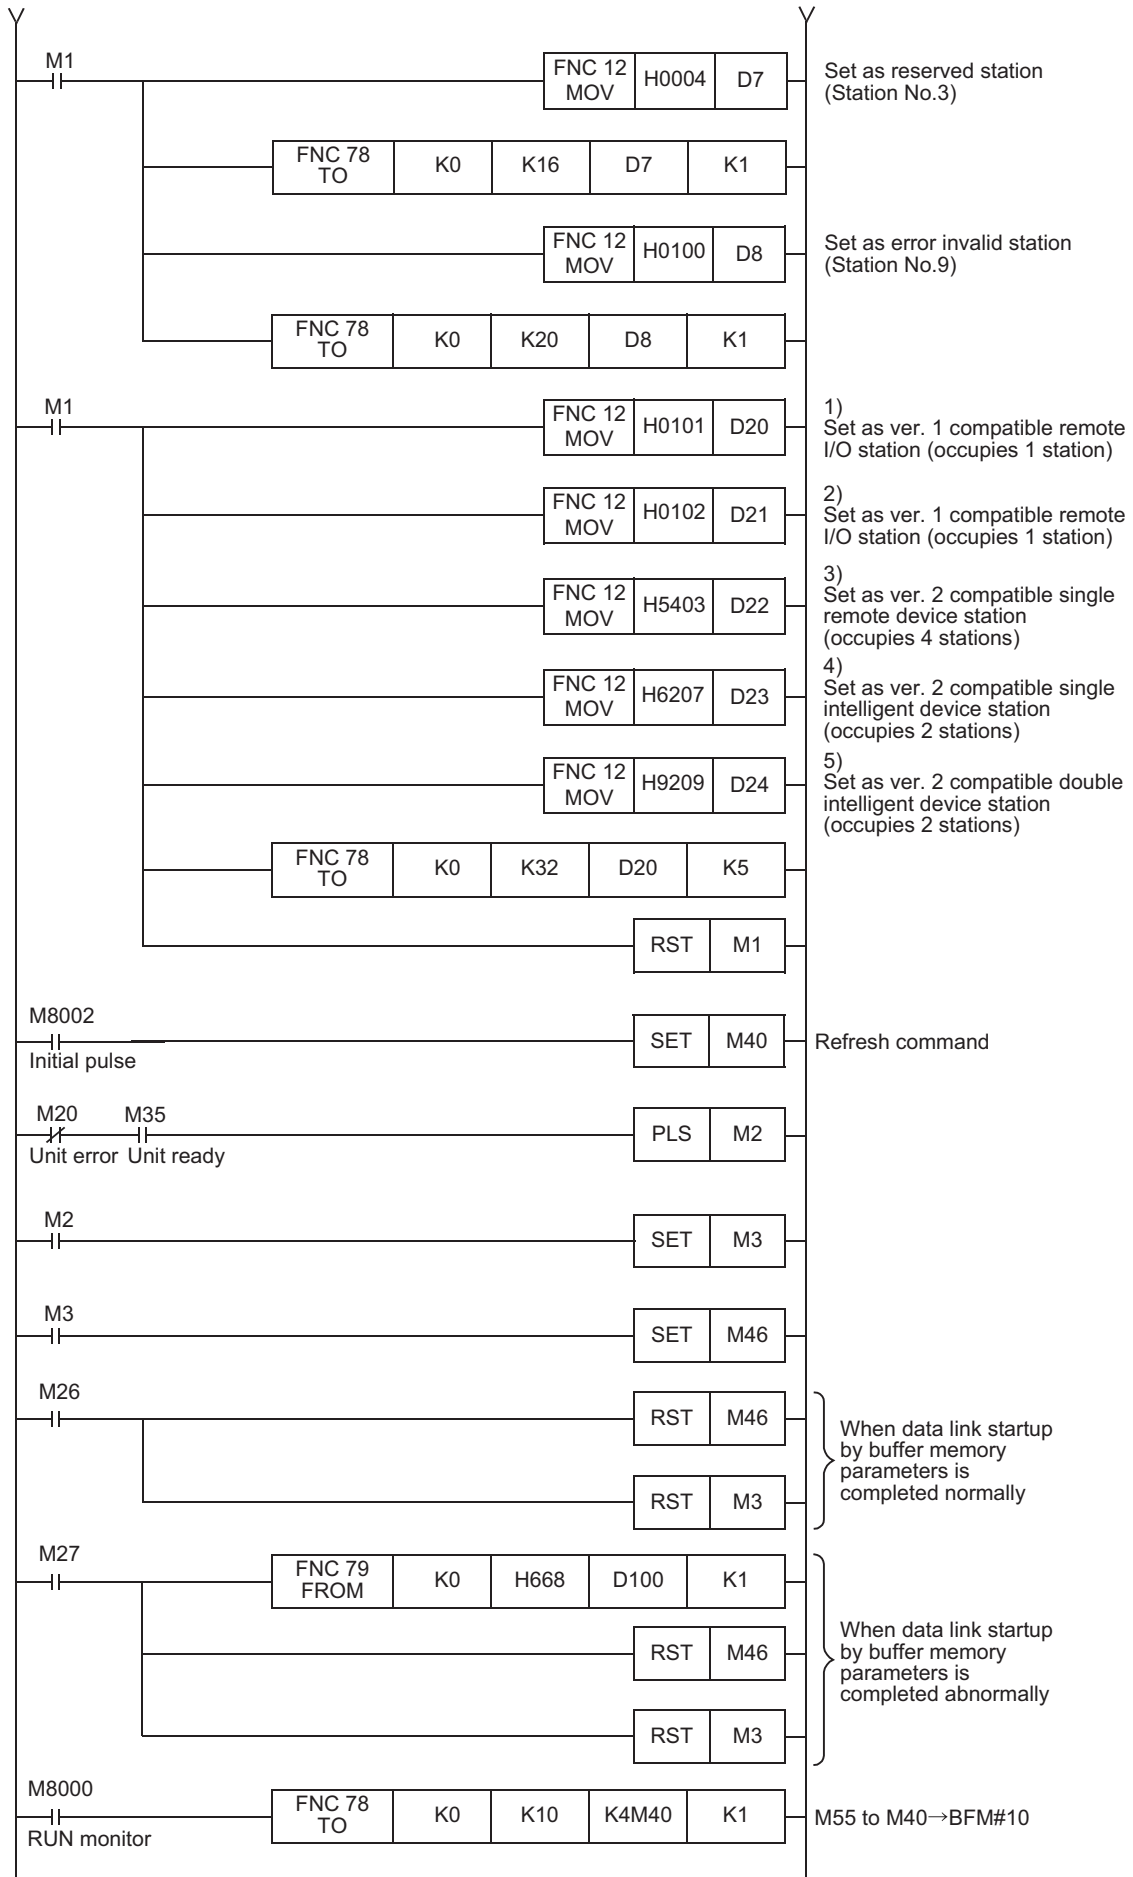 M1
FNC 12
MOV
H0004
D7
Set as reserved station
(Station No.3)
FNC 78
TO
K0
K16
D7
K1
FNC 12
MOV
H0100
D8
Set as error invalid station
(Station No.9)
FNC 78
TO
K0
K20
D8
K1
M1
FNC 12
MOV
H0101
D20
1)
Set as ver. 1 compatible remote
I/O station (occupies 1 station)
FNC 12
MOV
H0102
D21
2)
Set as ver. 1 compatible remote
I/O station (occupies 1 station)
FNC 12
MOV
H5403
D22
3)
Set as ver. 2 compatible single
remote device station
(occupies 4 stations)
FNC 12
MOV
H6207
D23
4)
Set as ver. 2 compatible single
intelligent device station
(occupies 2 stations)
FNC 12
MOV
H9209
D24
5)
Set as ver. 2 compatible double
intelligent device station
(occupies 2 stations)
FNC 78
TO
K0
K32
D20
K5
RST
M1
M8002
Initial pulse
SET
M40
Refresh command
M20
Unit error
M35
Unit ready
PLS
M2
M2
SET
M3
M3
SET
M46
M26
RST
M46
RST
M3
When data link startup
by buffer memory
parameters is
completed normally
M27
FNC 79
FROM
K0
H668
D100
K1
RST
M46
RST
M3
When data link startup
by buffer memory
parameters is
completed abnormally
M8000
RUN monitor
FNC 78
TO
K0
K10
K4M40
K1
M55 to M40→BFM#10